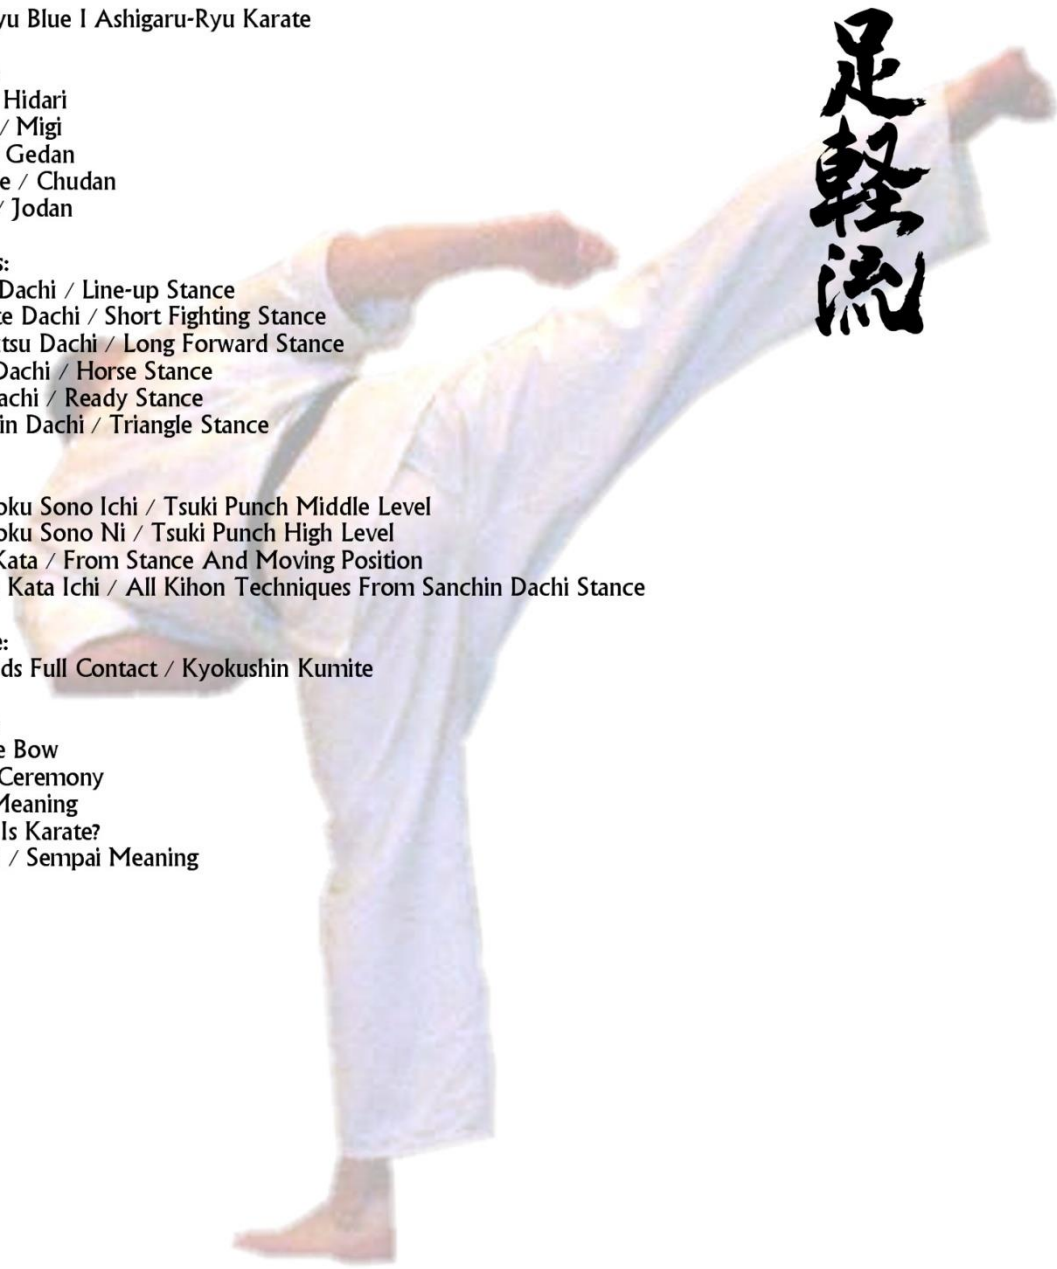 yu Blue I Ashigaru-Ryu Karate
Hidari
/ Migi
Gedan
e / Chudan
/ Jodan
s:
Dachi / Line-up Stance
te Dachi / Short Fighting Stance
tsu Dachi / Long Forward Stance
Dachi / Horse Stance
achi / Ready Stance
in Dachi / Triangle Stance
oku Sono Ichi / Tsuki Punch Middle Level
oku Sono Ni / Tsuki Punch High Level
Kata / From Stance And Moving Position
Kata Ichi / All Kihon Techniques From Sanchin Dachi Stance
e:
ds Full Contact / Kyokushin Kumite
e Bow
Ceremony
Meaning
Is Karate?
/ Sempai Meaning
足軽流